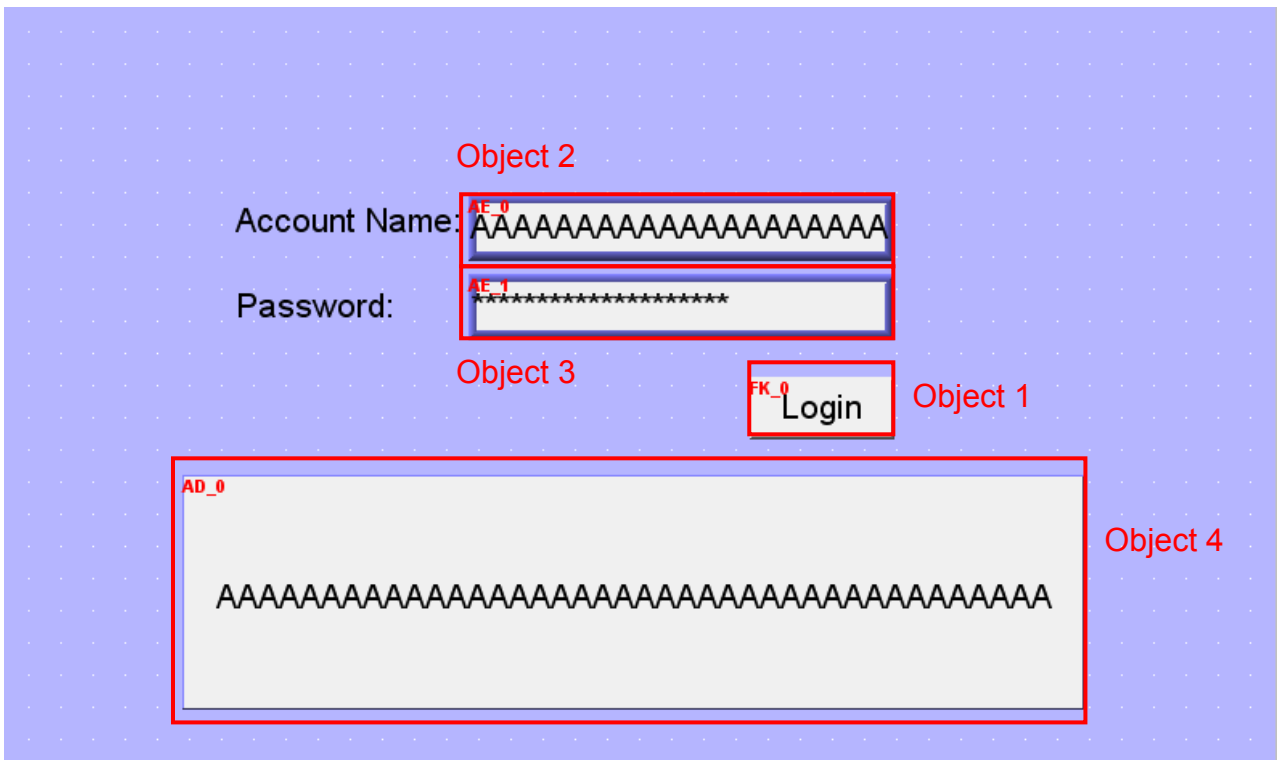 Object 2
Account Name:
AE_0
AAAAAAAAAAAAAAAAAAAA
Password:
AE_1
********************
Object 3
FK_0
Login
Object 1
AD_0
AAAAAAAAAAAAAAAAAAAAAAAAAAAAAAAAAAAAAAAA
Object 4